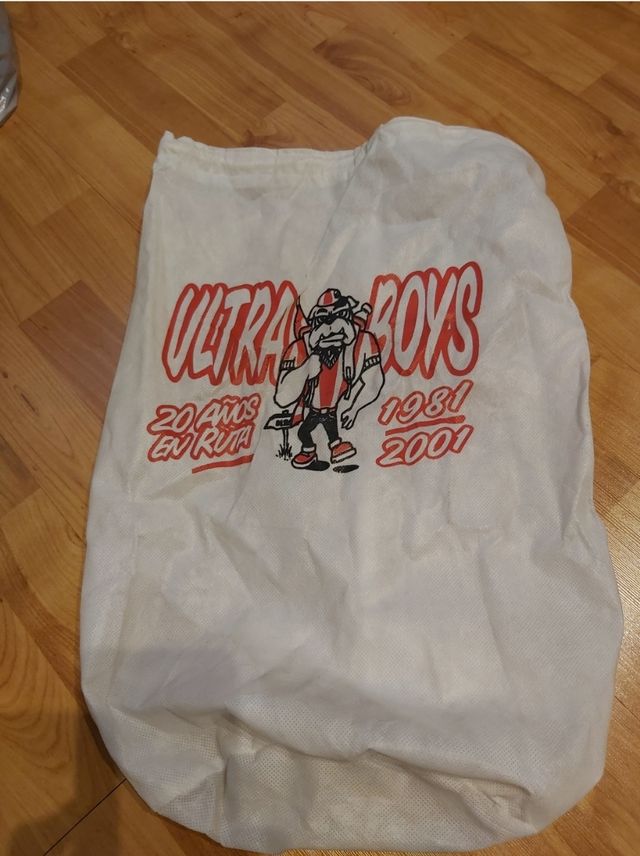 ULTRA BOYS
20 AÑOS
EN RUTA
1981
2001